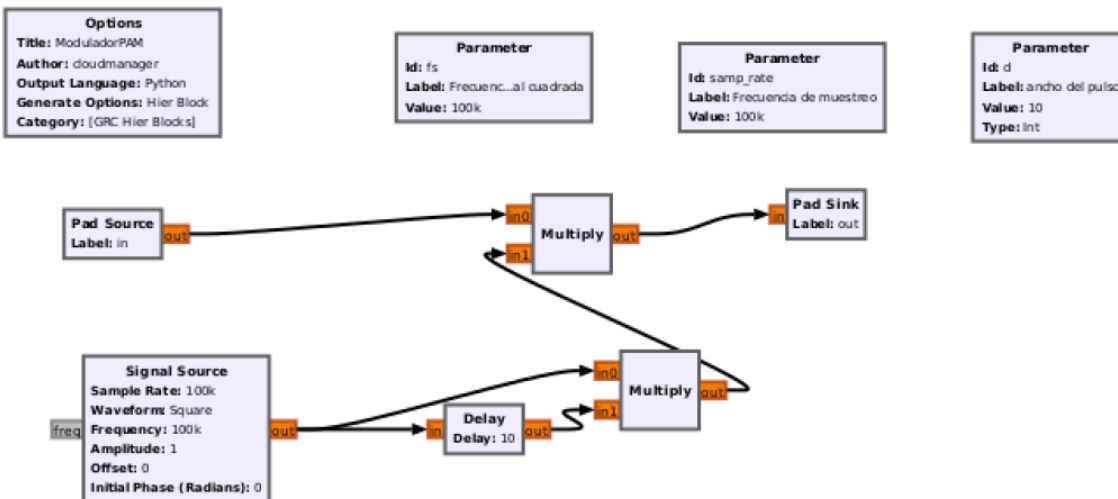 Options
Title: ModuladorPAM
Author: cloudmanager
Output Language: Python
Generate Options: Hier Block
Category: [GRC Hier Blocks]
Parameter
Id: fs
Label: Frecuenc...al cuadrada
Value: 100k
Parameter
Id: samp_rate
Label: Frecuencia de muestreo
Value: 100k
Parameter
Id: d
Label: ancho del pulso
Value: 10
Type: Int
Pad Source
Label: in
out
in0
in1
Multiply
out
in
Pad Sink
Label: out
freq
Signal Source
Sample Rate: 100k
Waveform: Square
Frequency: 100k
Amplitude: 1
Offset: 0
Initial Phase (Radians): 0
out
in
Delay
Delay: 10
out
in0
in1
Multiply
out